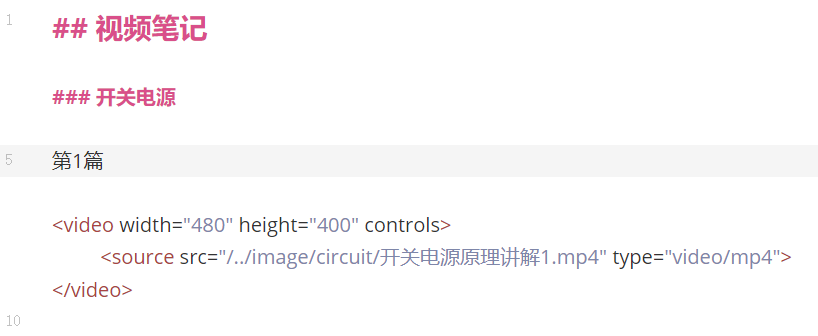 1 ## 视频笔记
### 开关电源
5 第1篇
<video width="480" height="400" controls>
<source src="/../image/circuit/开关电源原理讲解1.mp4" type="video/mp4">
</video>
10